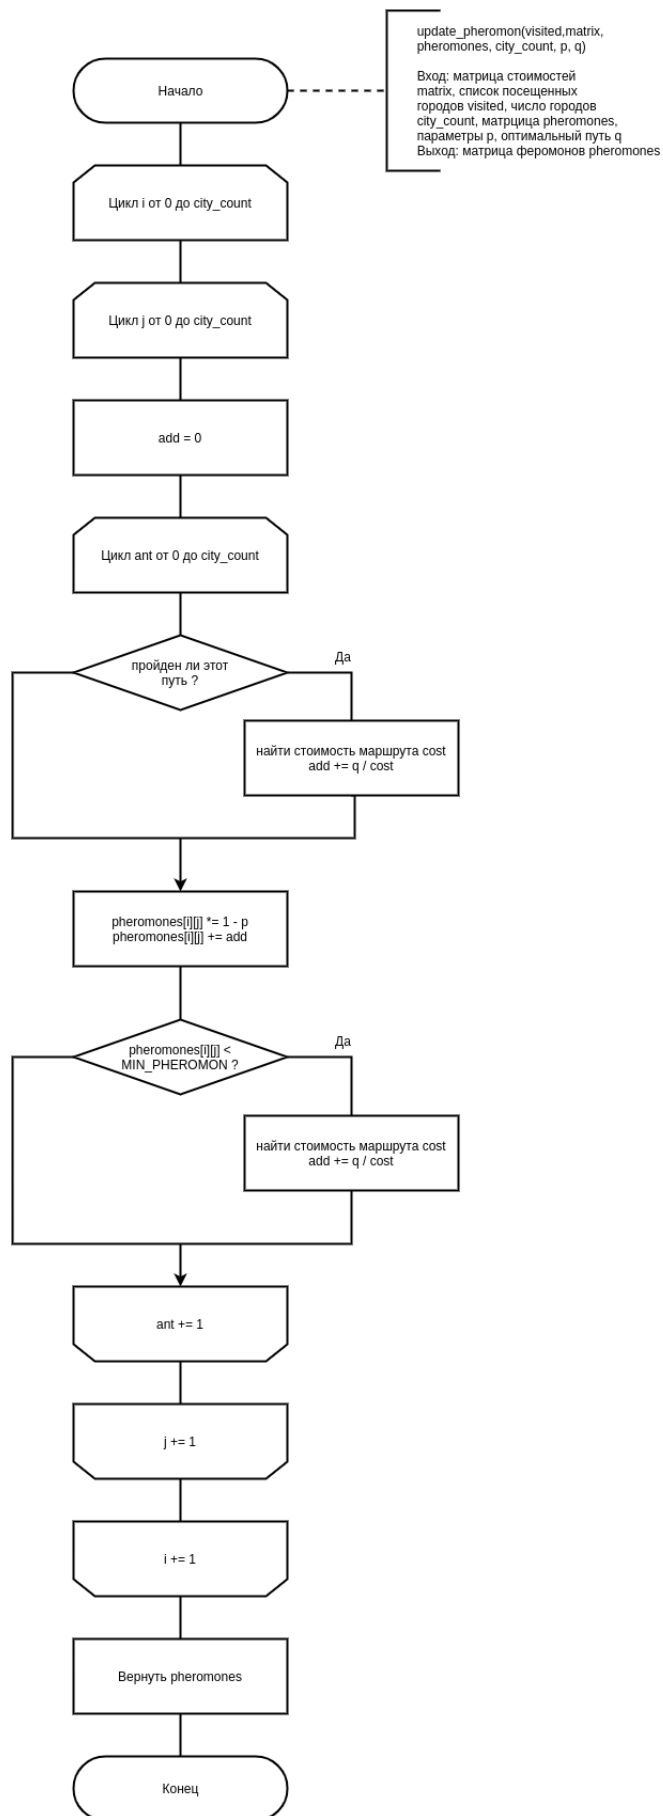 update_pheromon(visited,matrix,
pheromones, city_count, p, q)
Вход: матрица стоимостей
matrix, список посещенных
городов visited, число городов
city_count, матрцица pheromones,
параметры p, оптимальный путь q
Выход: матрица феромонов pheromones
Начало
Цикл i от 0 до city_count
Цикл j от 0 до city_count
add = 0
Цикл ant от 0 до city_count
пройден ли этот
путь ?
Да
найти стоимость маршрута cost
add += q / cost
pheromones[i][j] *= 1 - p
pheromones[i][j] += add
pheromones[i][j] <
MIN_PHEROMON ?
Да
найти стоимость маршрута cost
add += q / cost
ant += 1
j += 1
i += 1
Вернуть pheromones
Конец